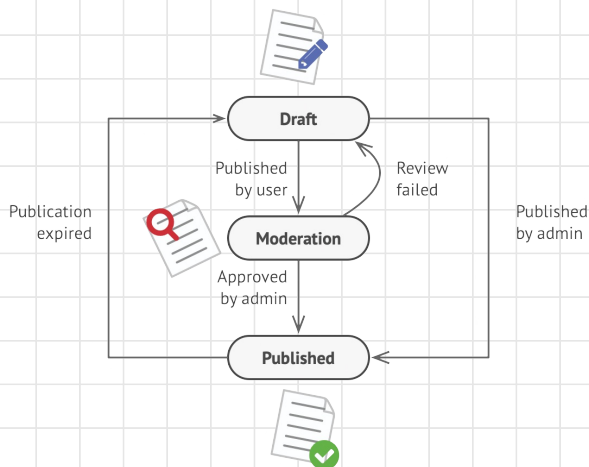 Draft
Published
by user
Review
failed
Publication
expired
Published
by admin
Moderation
Approved
by admin
Published